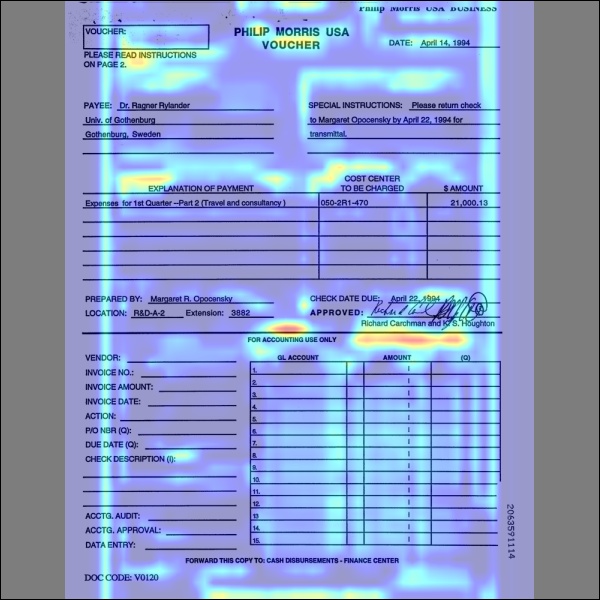 Philip Morris USA BUSINESS
VOUCHER:
PHILIP MORRIS USA
VOUCHER
DATE: April 14, 1994
PLEASE READ INSTRUCTIONS
ON PAGE 2.
PAYEE: Dr. Ragner Rylander
SPECIAL INSTRUCTIONS: Please return check
Univ. of Gothenburg
to Margaret Opocensky by April 22, 1994 for
Gothenburg, Sweden
transmittal.
EXPLANATION OF PAYMENT
COST CENTER
TO BE CHARGED
$ AMOUNT
Expenses for 1st Quarter --Part 2 (Travel and consultancy )
050-2R1-470
21,000.13
PREPARED BY: Margaret R. Opocensky
CHECK DATE DUE: April 22, 1994
LOCATION: R&D-A-2 Extension: 3882
APPROVED:
Richard Carchman and K. S. Houghton
FOR ACCOUNTING USE ONLY
VENDOR:
GL ACCOUNT
AMOUNT
(Q)
INVOICE NO.:
1.
INVOICE AMOUNT:
2.
3.
INVOICE DATE:
4.
ACTION:
5.
P/O NBR (Q):
6.
DUE DATE (Q):
7.
CHECK DESCRIPTION (I):
8.
9.
10.
11.
12.
ACCTG. AUDIT:
13
ACCTG. APPROVAL:
14.
DATA ENTRY:
15.
FORWARD THIS COPY TO: CASH DISBURSEMENTS - FINANCE CENTER
DOC CODE: V0120
2063591114